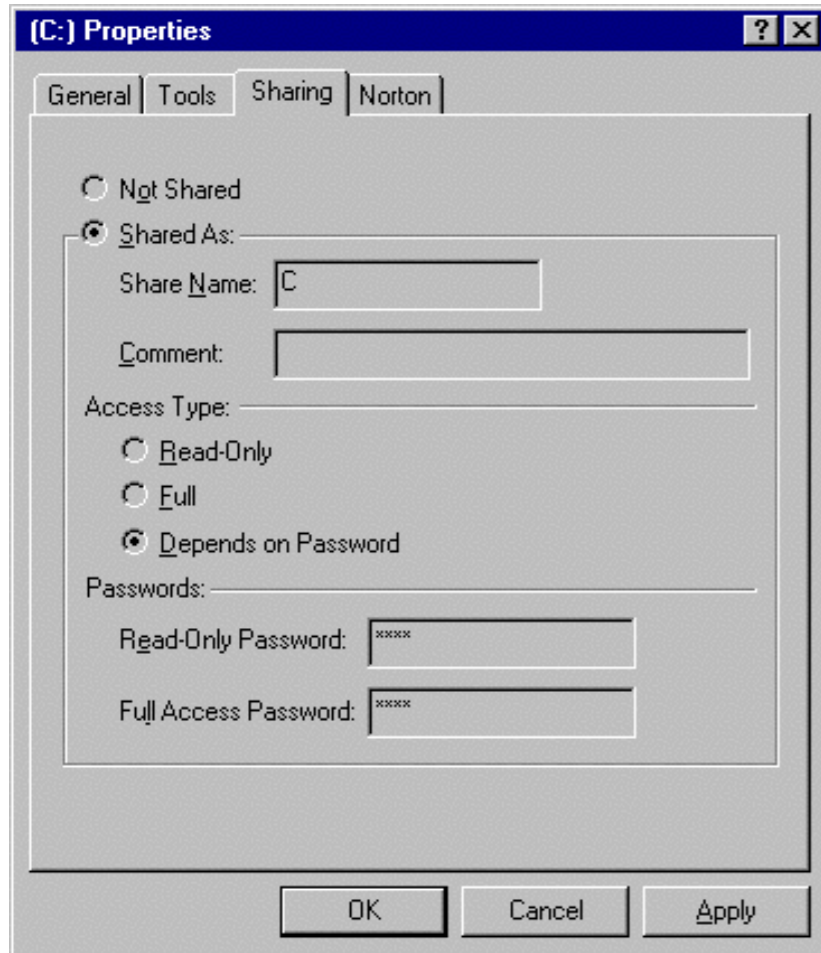 (C:) Properties
General Tools Sharing Norton
Not Shared
Shared As:
Share Name: C
Comment:
Access Type:
Read-Only
Full
Depends on Password
Passwords:
Read-Only Password: ****
Full Access Password: ****
OK Cancel Apply